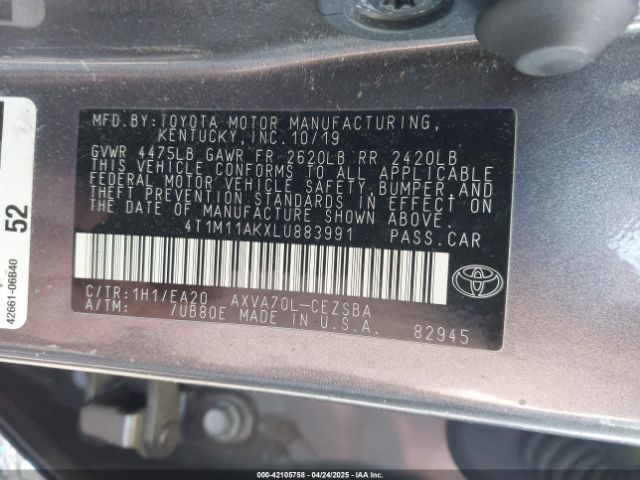 MFD.BY:TOYOTA MOTOR MANUFACTURING,
KENTUCKY, INC. 10/19
GVWR 4475LB GAWR FR 2620LB RR 2420LB
THIS VEHICLE CONFORMS TO ALL APPLICABLE
FEDERAL MOTOR VEHICLE SAFETY, BUMPER AND
THEFT PREVENTION STANDARDS IN EFFECT ON
THE DATE OF MANUFACTURE SHOWN ABOVE.
4T1M11AKXLU883991 PASS.CAR
C/TR:1H1/EA20 AXVA70L-CEZSBA
A/TM: /UB80E MADE IN U.S.A.
82945
52
42661-06B40
000-42105758 - 04/24/2025 - IAAI.COM